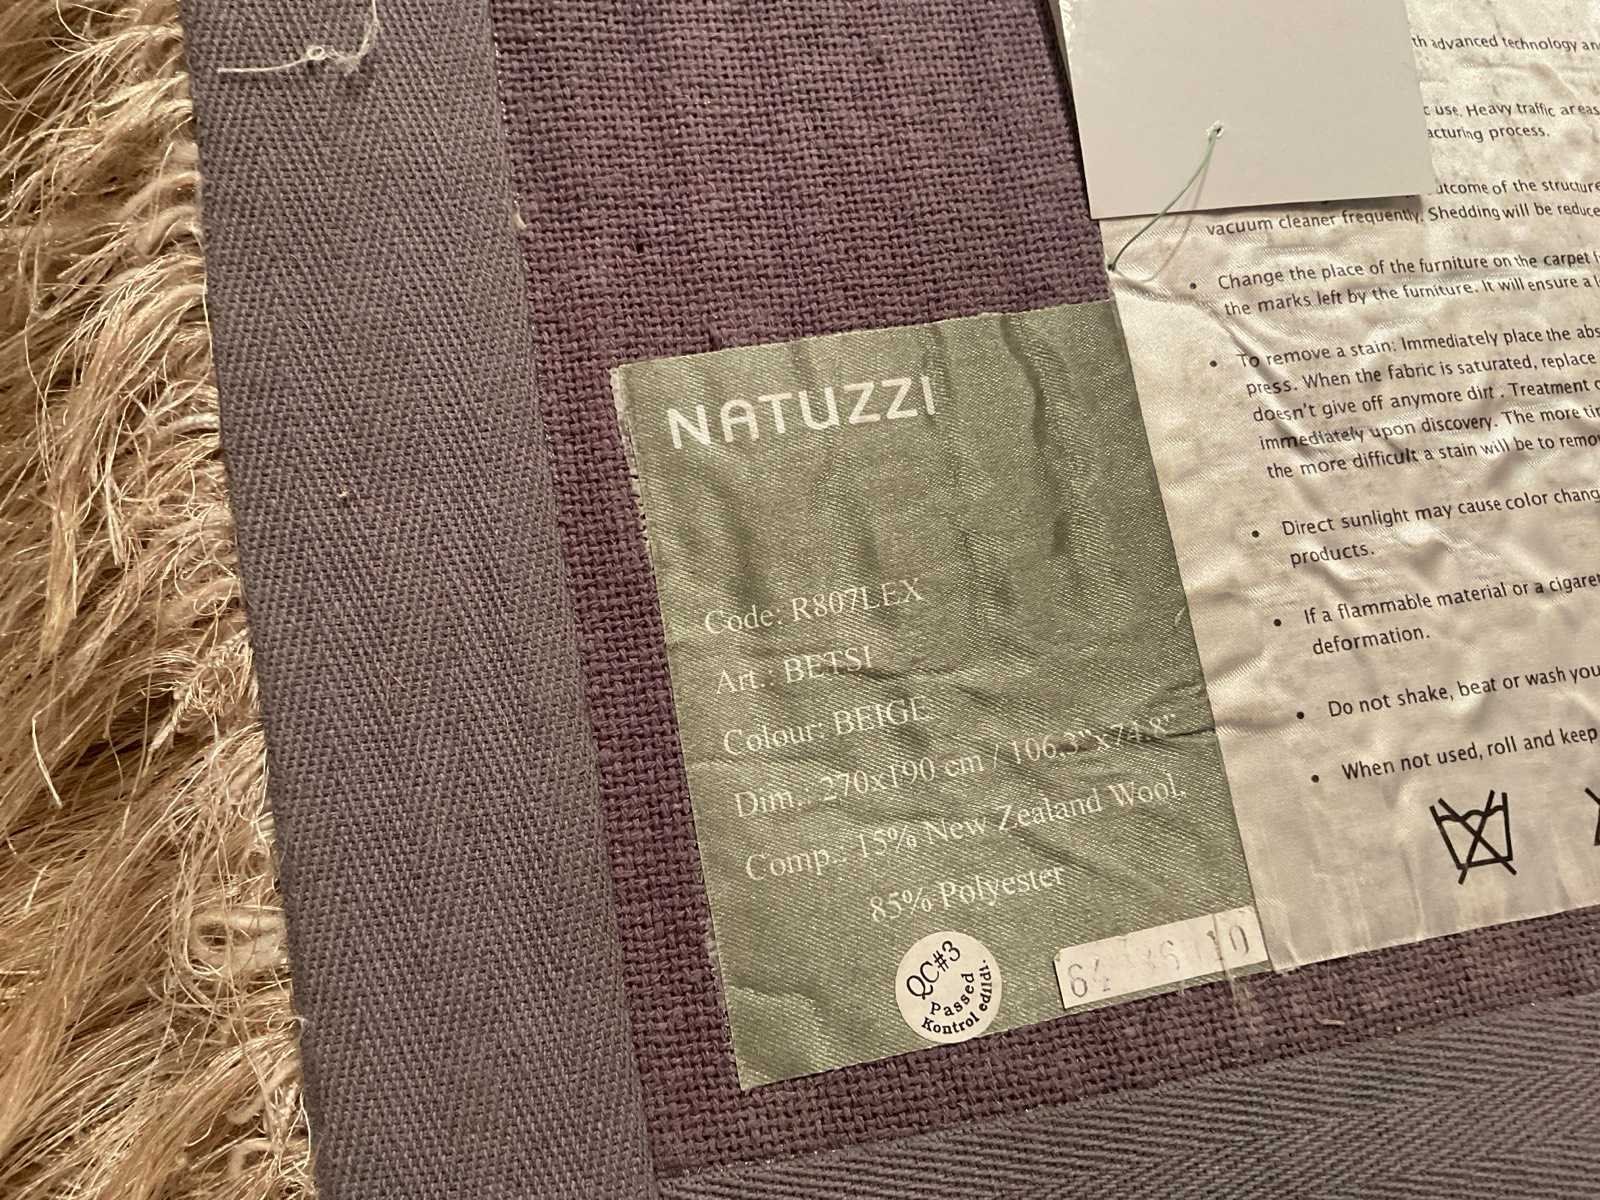 NATUZZI
Code: R807LEX
Art.: BETSI
Colour: BEIGE
Dim.: 270x190 cm / 106,3"x74.8"
Comp.: 15% New Zealand Wool,
85% Polyester
QC#3
Passed
Kontrol edildi.
64 10
th advanced technology an
use. Heavy traffic areas
acturing process.
utcome of the structure
vacuum cleaner frequently. Shedding will be reduce
• Change the place of the furniture on the carpet
the marks left by the furniture. It will ensure a
• To remove a stain: Immediately place the abs
press. When the fabric is saturated, replace
doesn't give off anymore dirt . Treatment
immediately upon discovery. The more ti
the more difficult a stain will be to remo
• Direct sunlight may cause color chang
products.
• If a flammable material or a cigaret
deformation.
• Do not shake, beat or wash you
• When not used, roll and keep